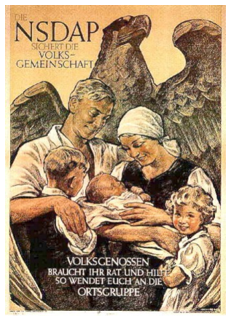 DIE
NSDAP
SICHERT DIE
VOLKS-
GEMEINSCHAFT
VOLKSGENOSSEN
BRAUCHT IHR RAT UND HILFE
SO WENDET EUCH AN DIE
ORTSGRUPPE